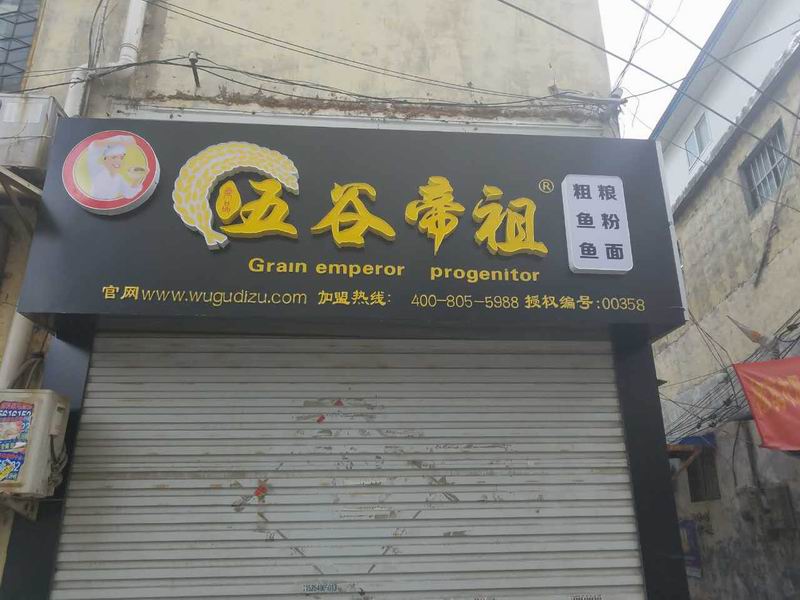 五谷帝祖®
粗粮
鱼粉
鱼面
Grain emperor progenitor
官网www.wugudizu.com 加盟热线: 400-805-5988 授权编号:00358